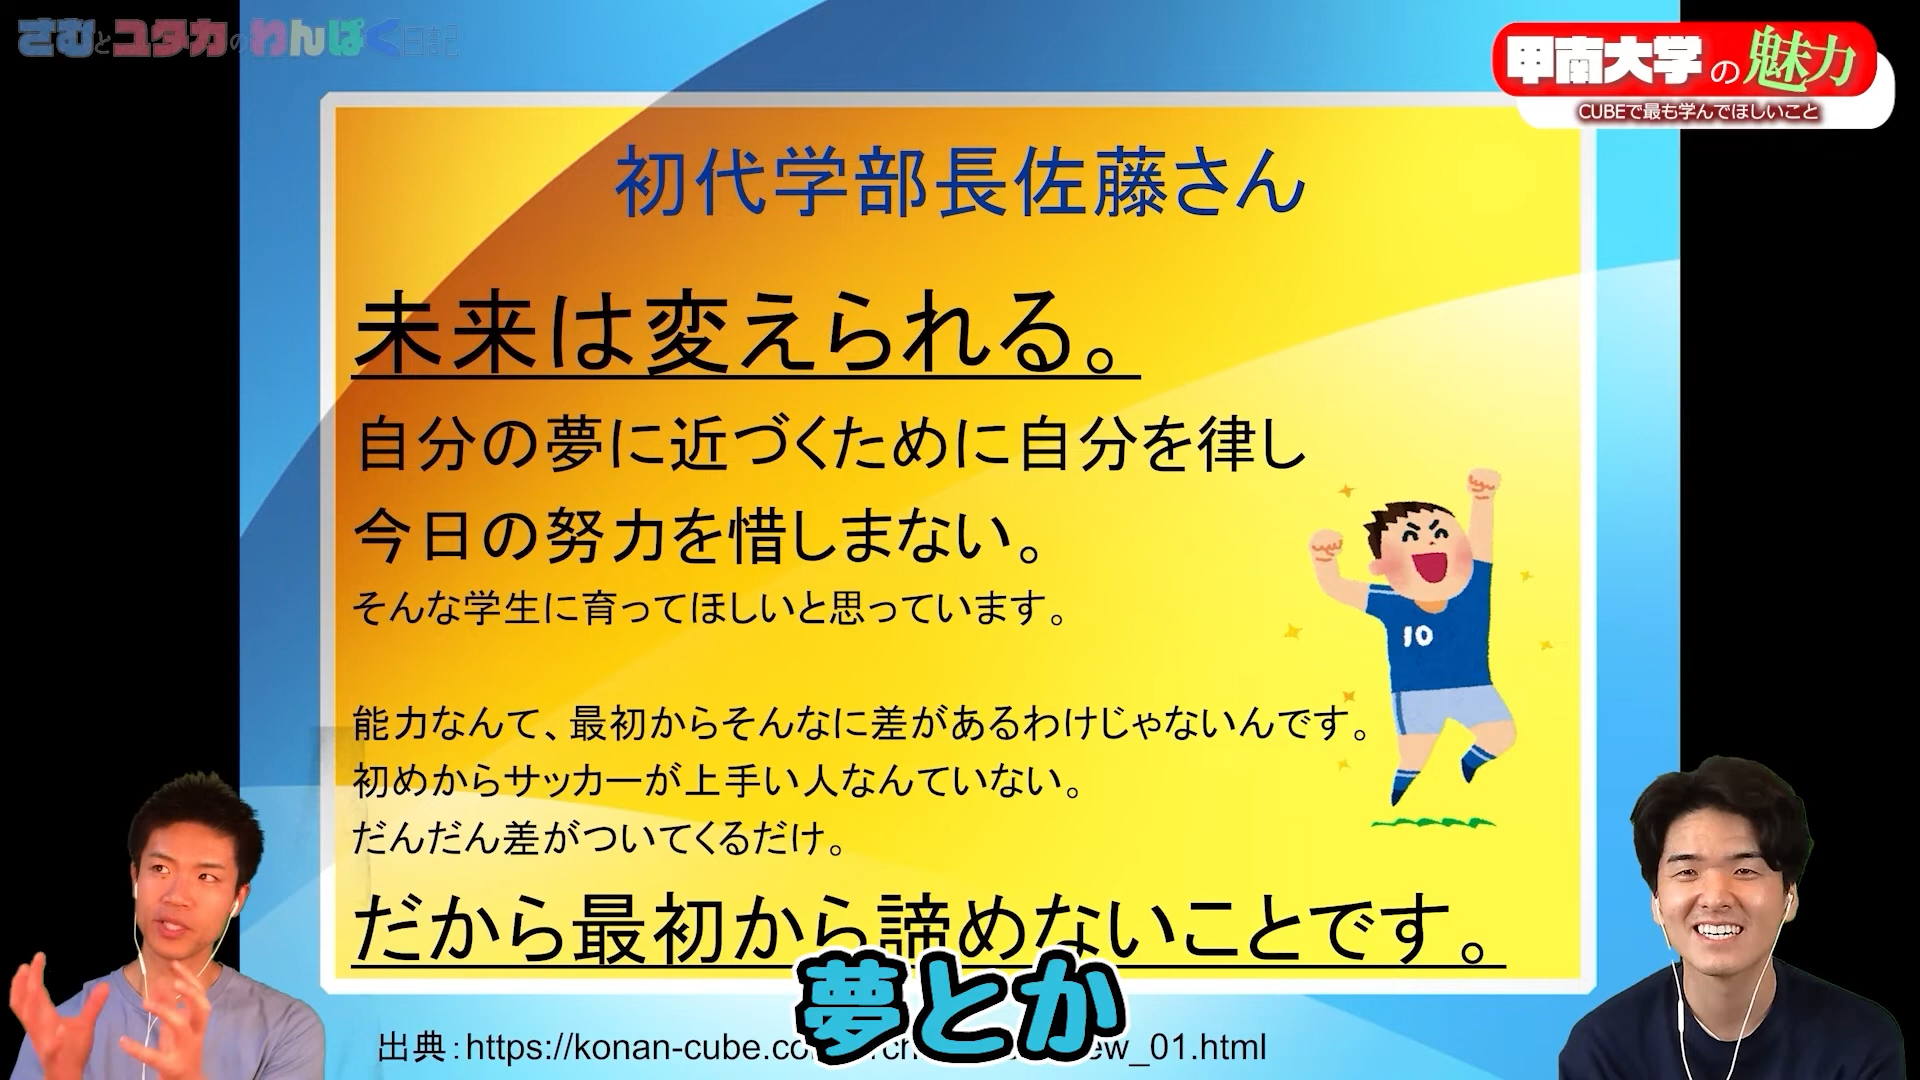 さむとユタカのわんぱく日記
甲南大学の魅力
CUBEで最も学んでほしいこと
初代学部長佐藤さん
未来は変えられる。
自分の夢に近づくために自分を律し
今日の努力を惜しまない。
そんな学生に育ってほしいと思っています。
10
能力なんて、最初からそんなに差があるわけじゃないんです。
初めからサッカーが上手い人なんていない。
だんだん差がついてくるだけ。
だから最初から諦めないことです。
夢とか
出典：https://konan-cube.co ew_01.html